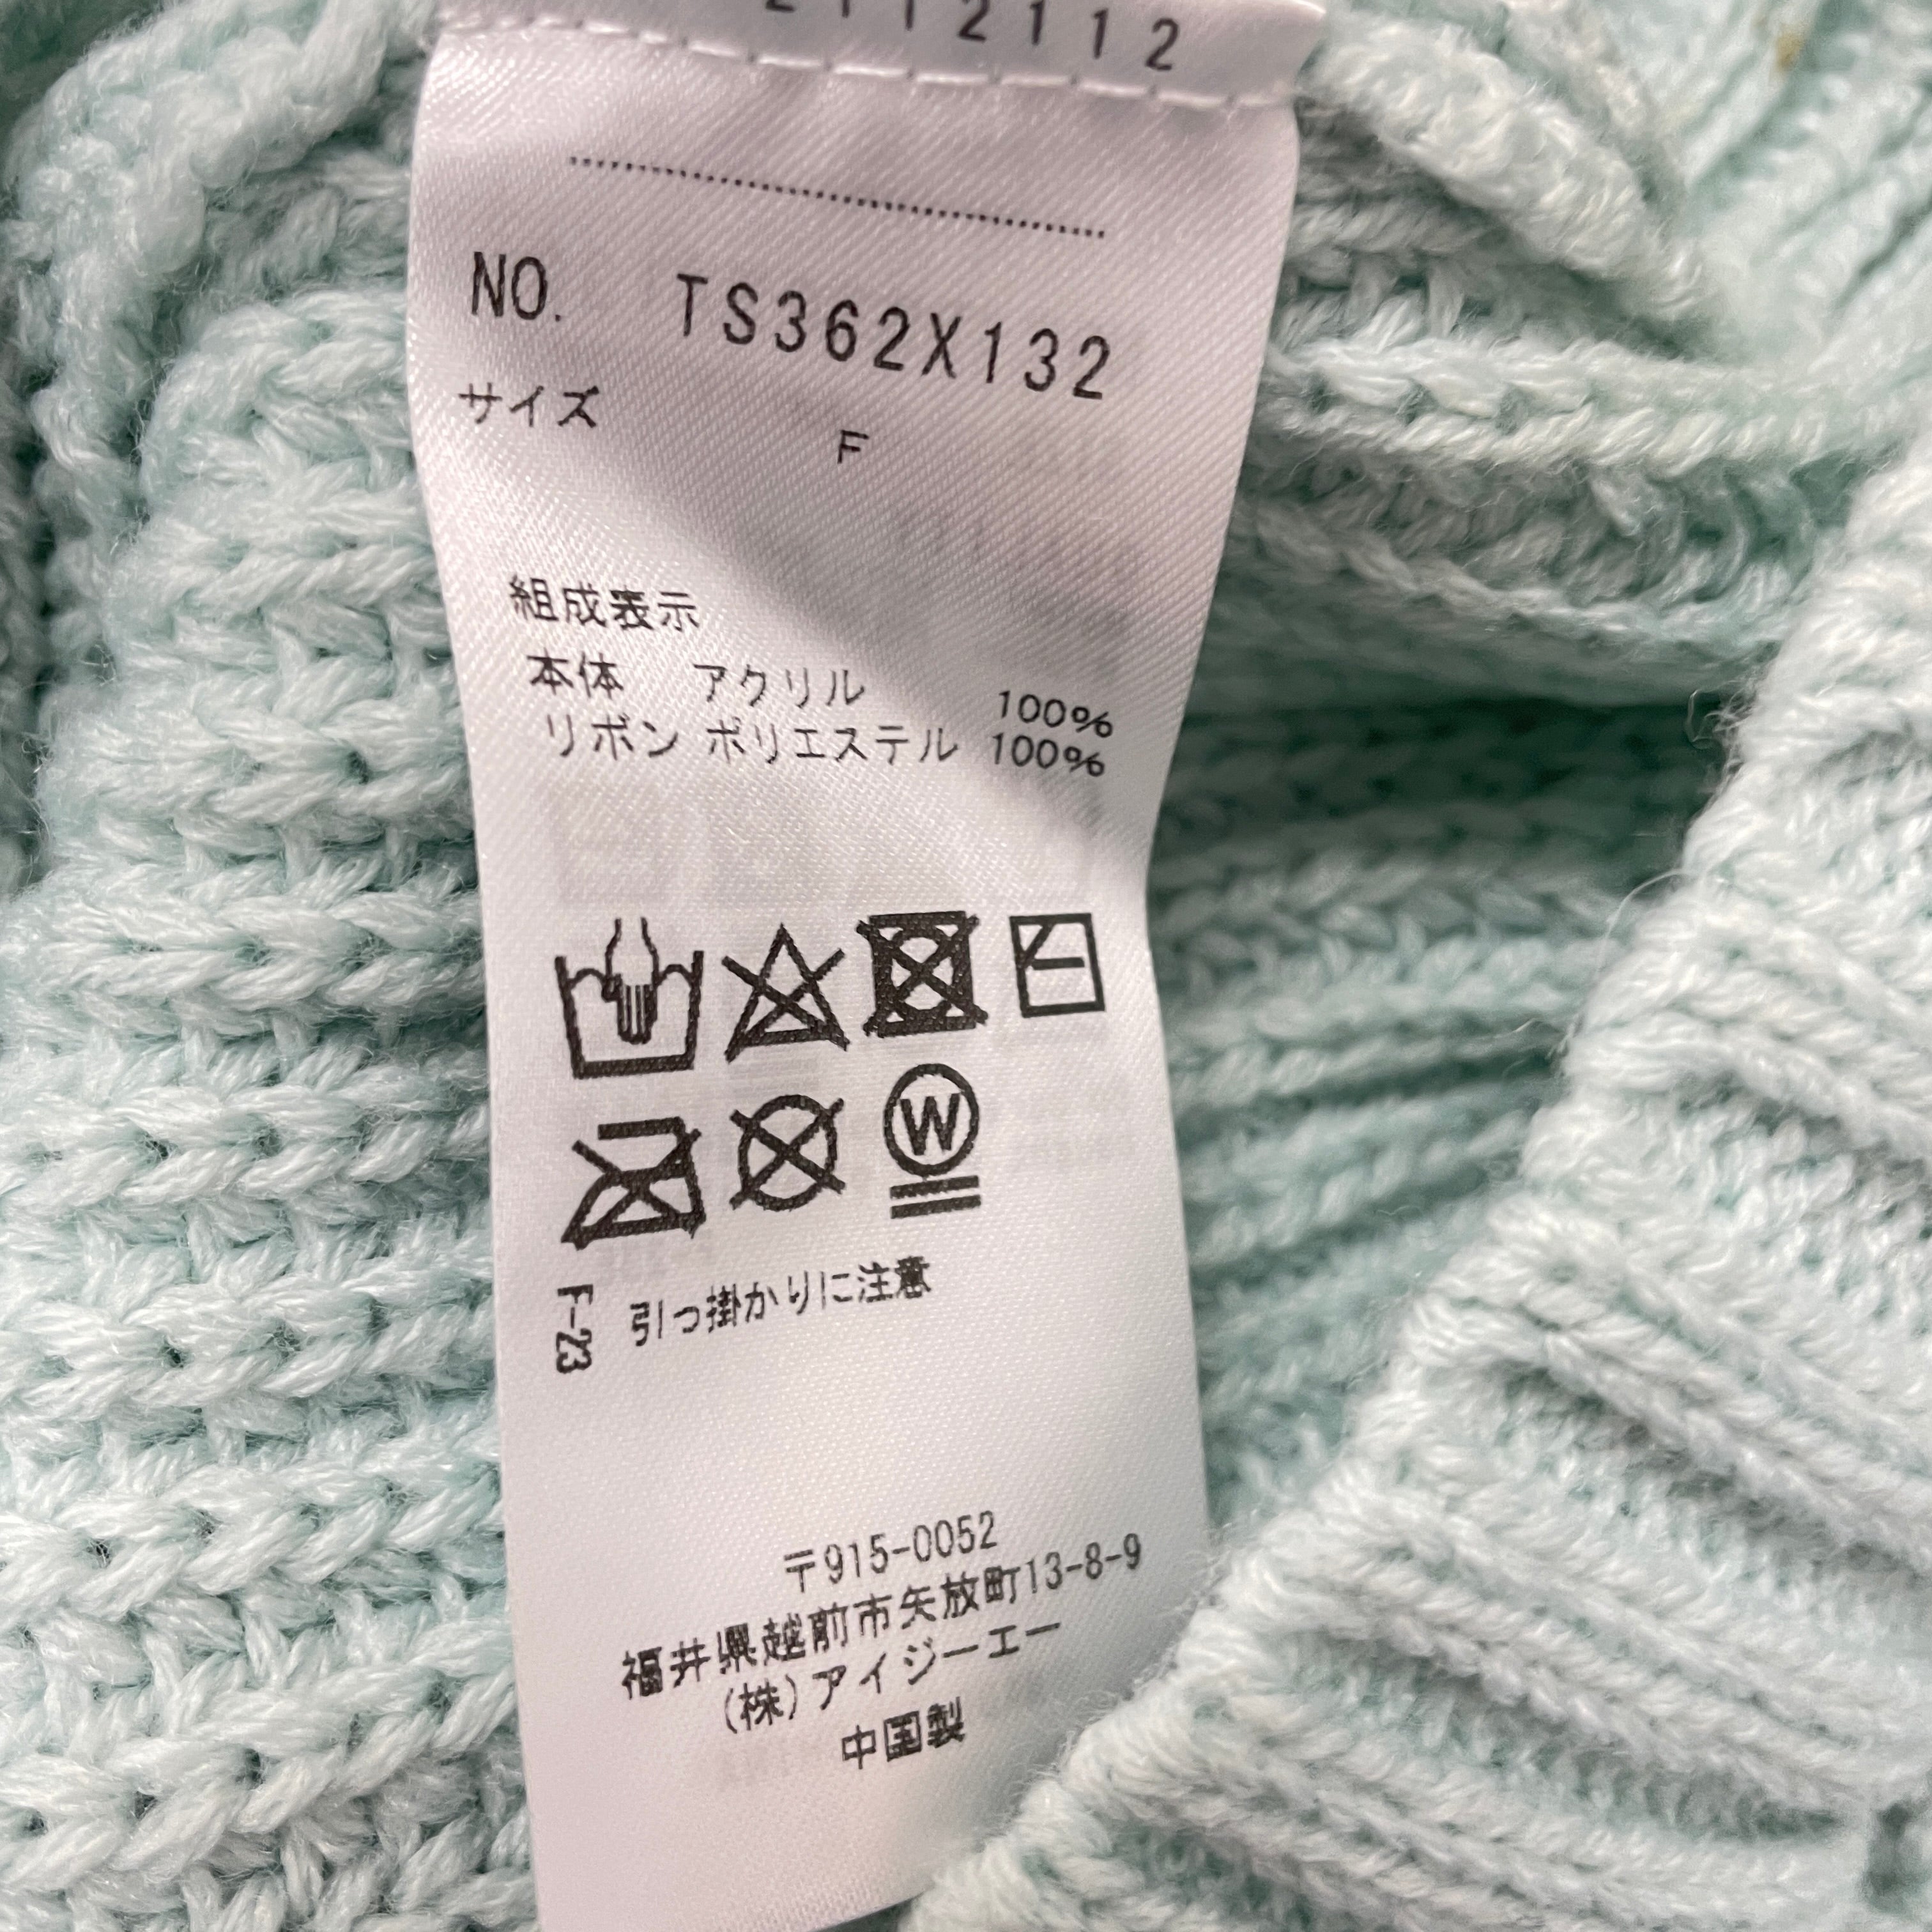 2112112
NO. TS362X132
サイズ F
組成表示
本体 アクリル 100%
リボン ポリエステル 100%
W
F-23 引っ掛かりに注意
〒915-0052
福井県越前市矢放町13-8-9
(株)アイジーエー
中国製